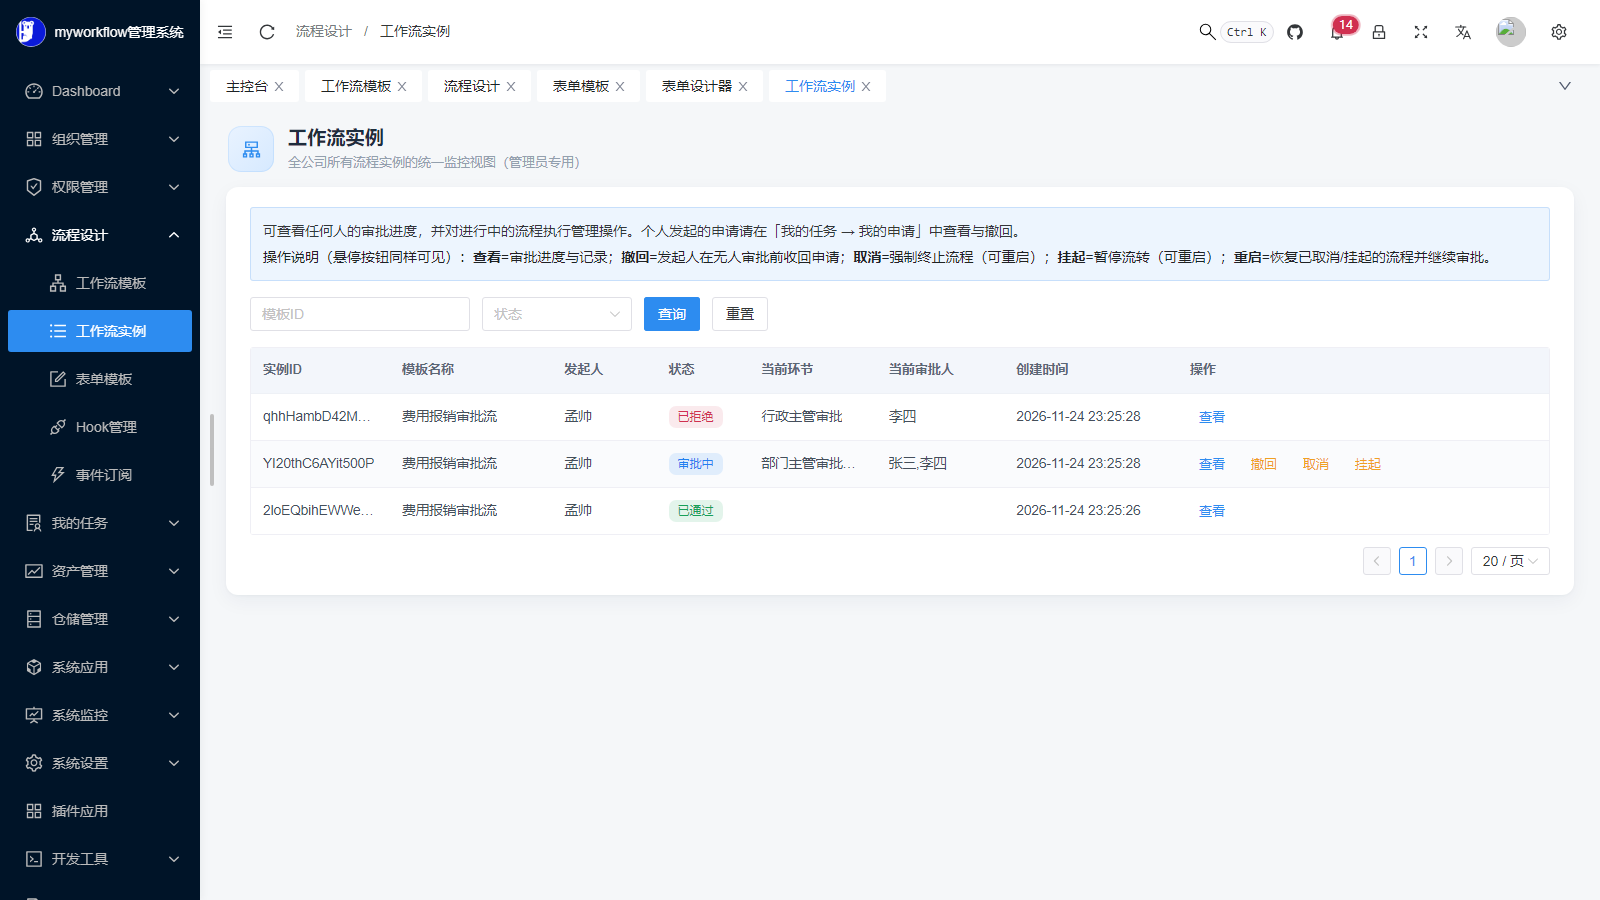 myworkflow管理系统
流程设计 / 工作流实例
Ctrl K
14
Dashboard
组织管理
权限管理
流程设计
工作流模板
工作流实例
表单模板
Hook管理
事件订阅
我的任务
资产管理
仓储管理
系统应用
系统监控
系统设置
插件应用
开发工具
主控台 工作流模板 流程设计 表单模板 表单设计器 工作流实例
工作流实例
全公司所有流程实例的统一监控视图（管理员专用）
可查看任何人的审批进度，并对进行中的流程执行管理操作。个人发起的申请请在「我的任务 → 我的申请」中查看与撤回。
操作说明（悬停按钮同样可见）：查看=审批进度与记录；撤回=发起人在无人审批前收回申请；取消=强制终止流程（可重启）；挂起=暂停流转（可重启）；重启=恢复已取消/挂起的流程并继续审批。
模板ID 状态 查询 重置
实例ID 模板名称 发起人 状态 当前环节 当前审批人 创建时间 操作
qhhHambD42M... 费用报销审批流 孟帅 已拒绝 行政主管审批 李四 2026-11-24 23:25:28 查看
YI20thC6AYit500P 费用报销审批流 孟帅 审批中 部门主管审批... 张三,李四 2026-11-24 23:25:28 查看 撤回 取消 挂起
2loEQbihEWWe... 费用报销审批流 孟帅 已通过 2026-11-24 23:25:26 查看
1 20 / 页